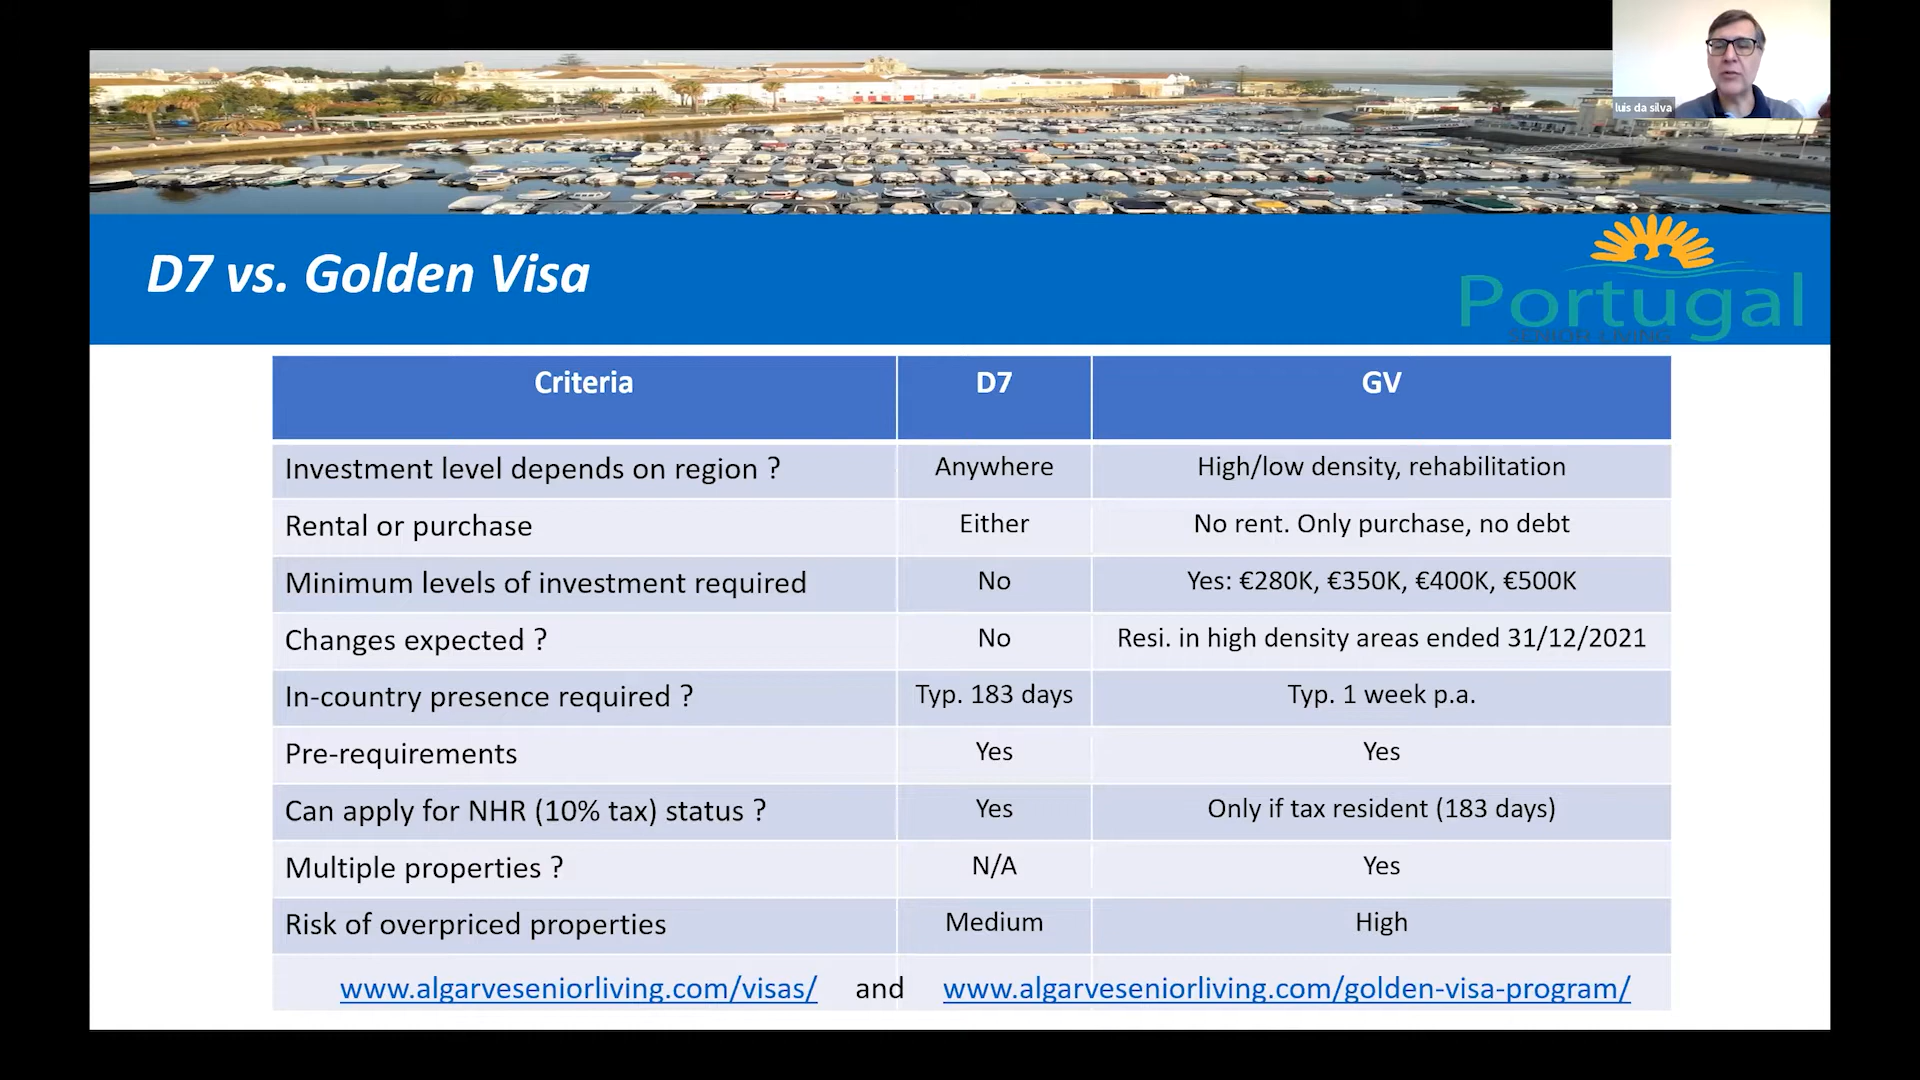 luis da silva
D7 vs. Golden Visa
Portugal
SENIOR LIVING
Criteria D7 GV
Investment level depends on region ? Anywhere High/low density, rehabilitation
Rental or purchase Either No rent. Only purchase, no debt
Minimum levels of investment required No Yes: €280K, €350K, €400K, €500K
Changes expected ? No Resi. in high density areas ended 31/12/2021
In-country presence required ? Typ. 183 days Typ. 1 week p.a.
Pre-requirements Yes Yes
Can apply for NHR (10% tax) status ? Yes Only if tax resident (183 days)
Multiple properties ? N/A Yes
Risk of overpriced properties Medium High
www.algarveseniorliving.com/visas/ and www.algarveseniorliving.com/golden-visa-program/